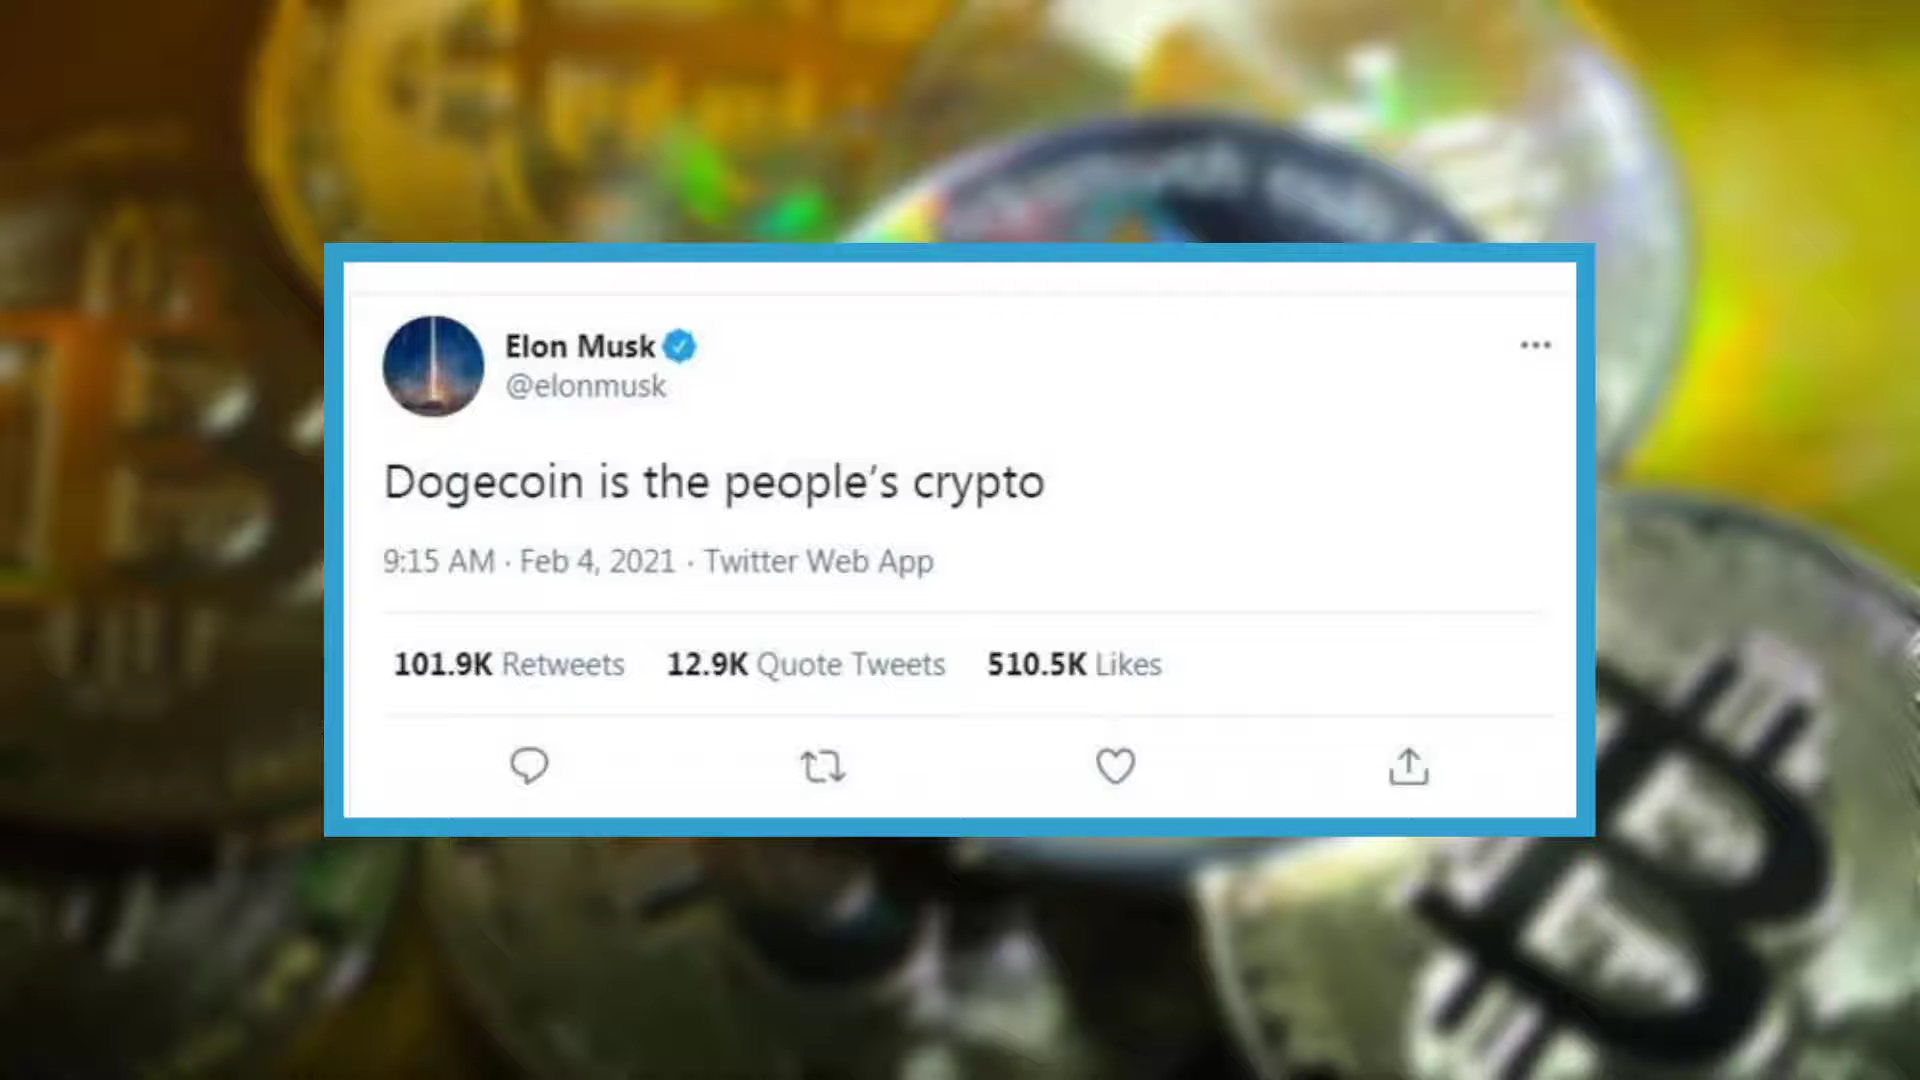 Elon Musk
@elonmusk
Dogecoin is the people’s crypto
9:15 AM · Feb 4, 2021 · Twitter Web App
101.9K Retweets 12.9K Quote Tweets 510.5K Likes